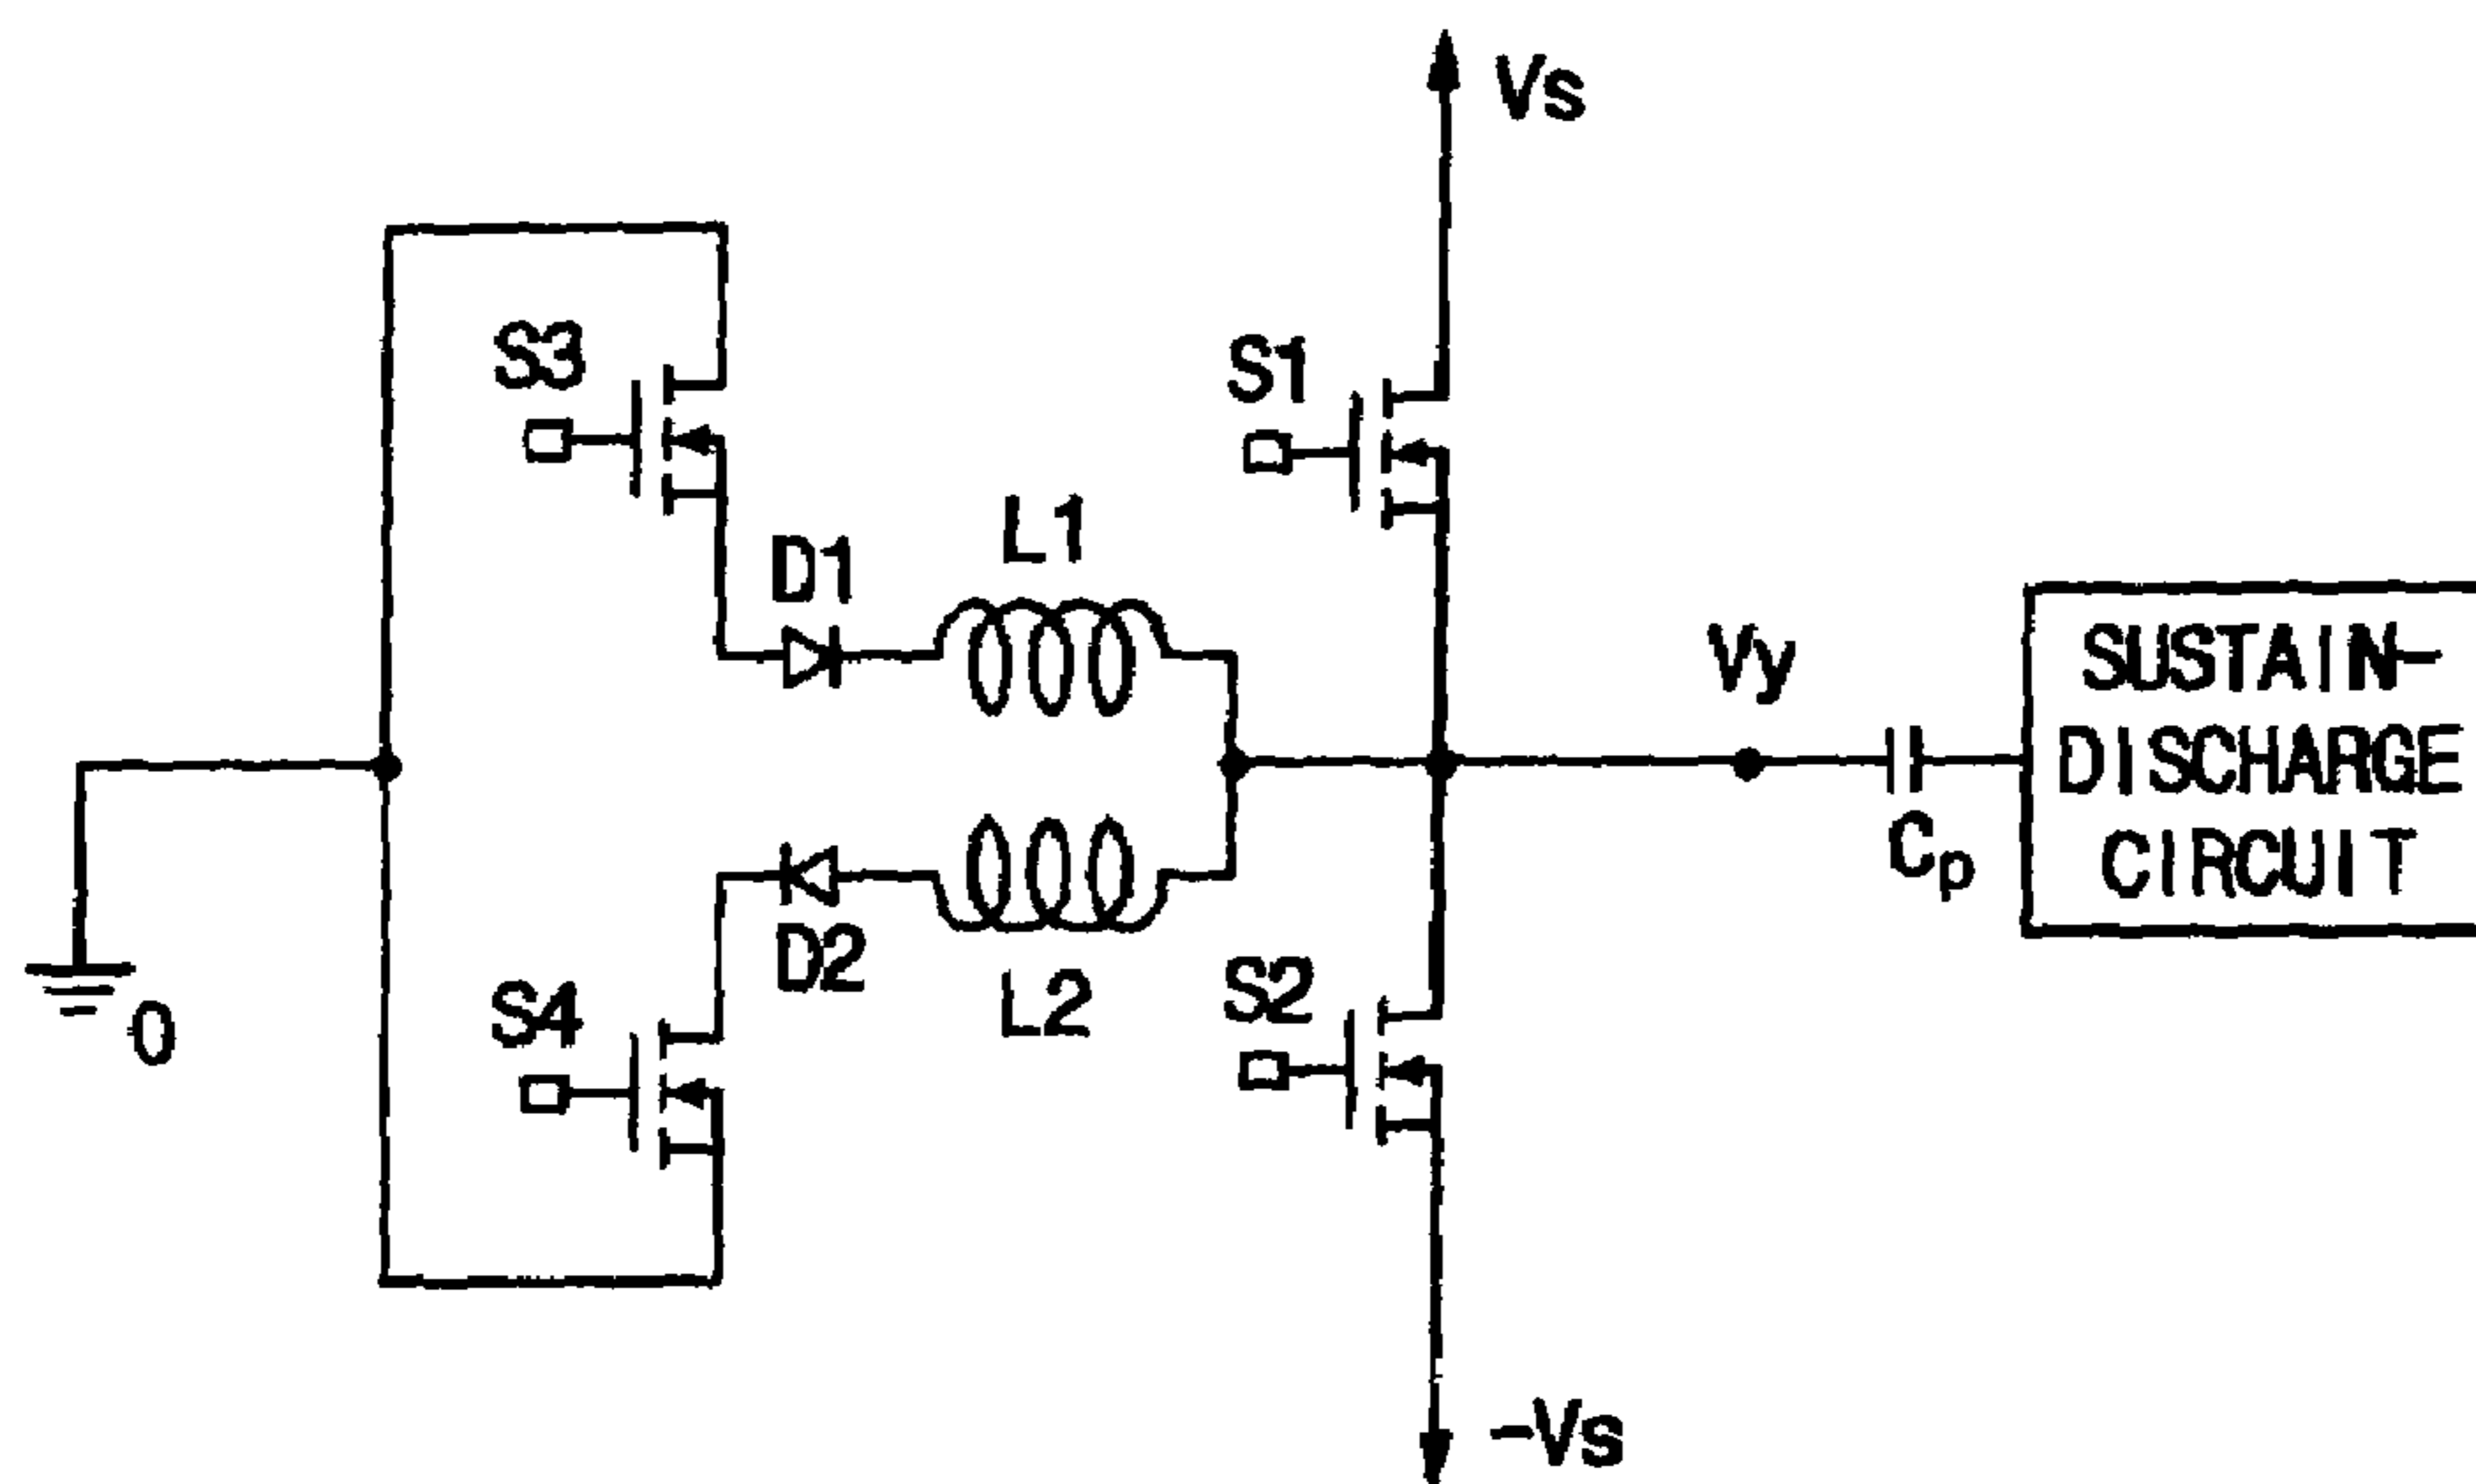 Vs
S3
S1
L1
D1
Vy
SUSTAIN-
DISCHARGE
CIRCUIT
Cp
D2
L2
S2
S4
0
-Vs